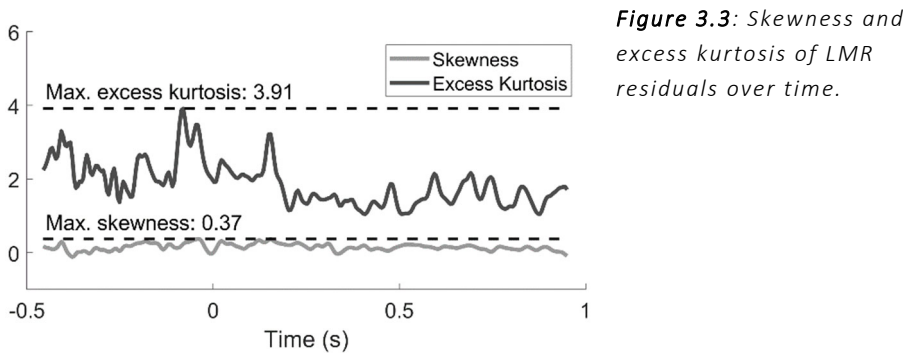 6
4
2
0
-0.5
0
0.5
1
Time (s)
Skewness
Excess Kurtosis
Max. excess kurtosis: 3.91
Max. skewness: 0.37
Figure 3.3: Skewness and
excess kurtosis of LMR
residuals over time.